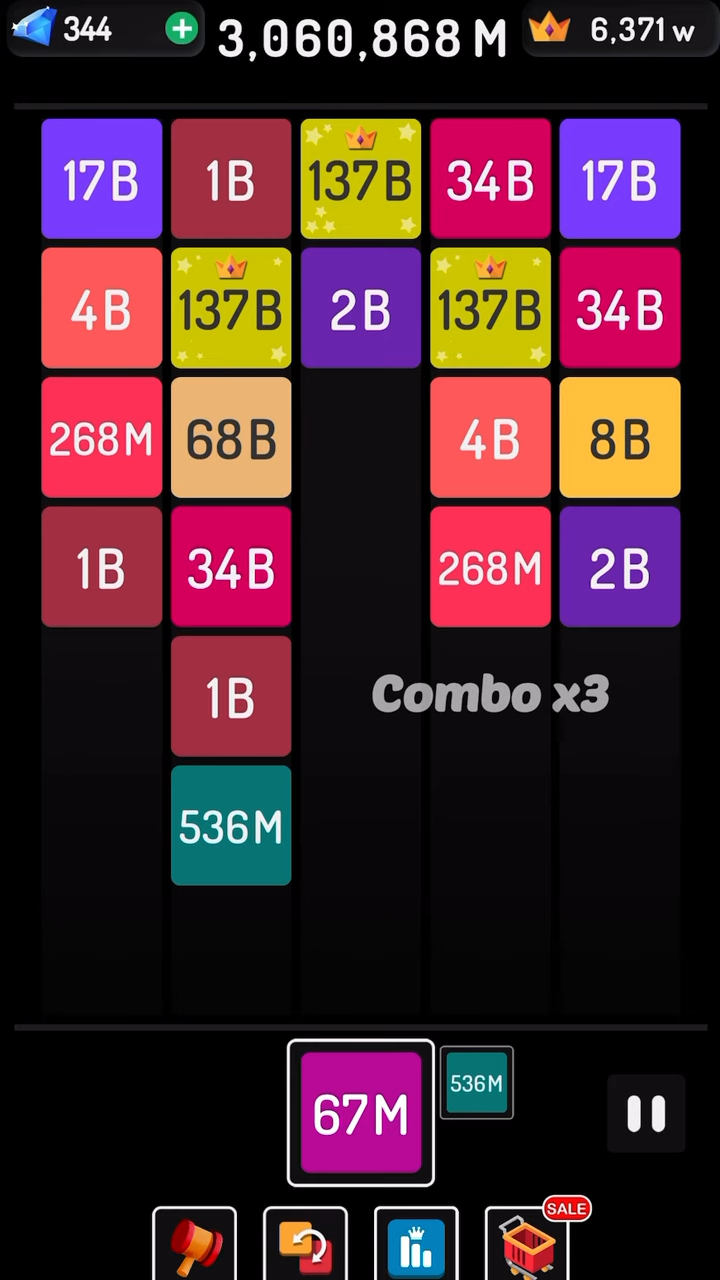 344 3,060,868 M 6,371 w
17B 1B 137B 34B 17B
4B 137B 2B 137B 34B
268M 68B 4B 8B
1B 34B 268M 2B
1B
Combo x3
536M
67M 536M
SALE